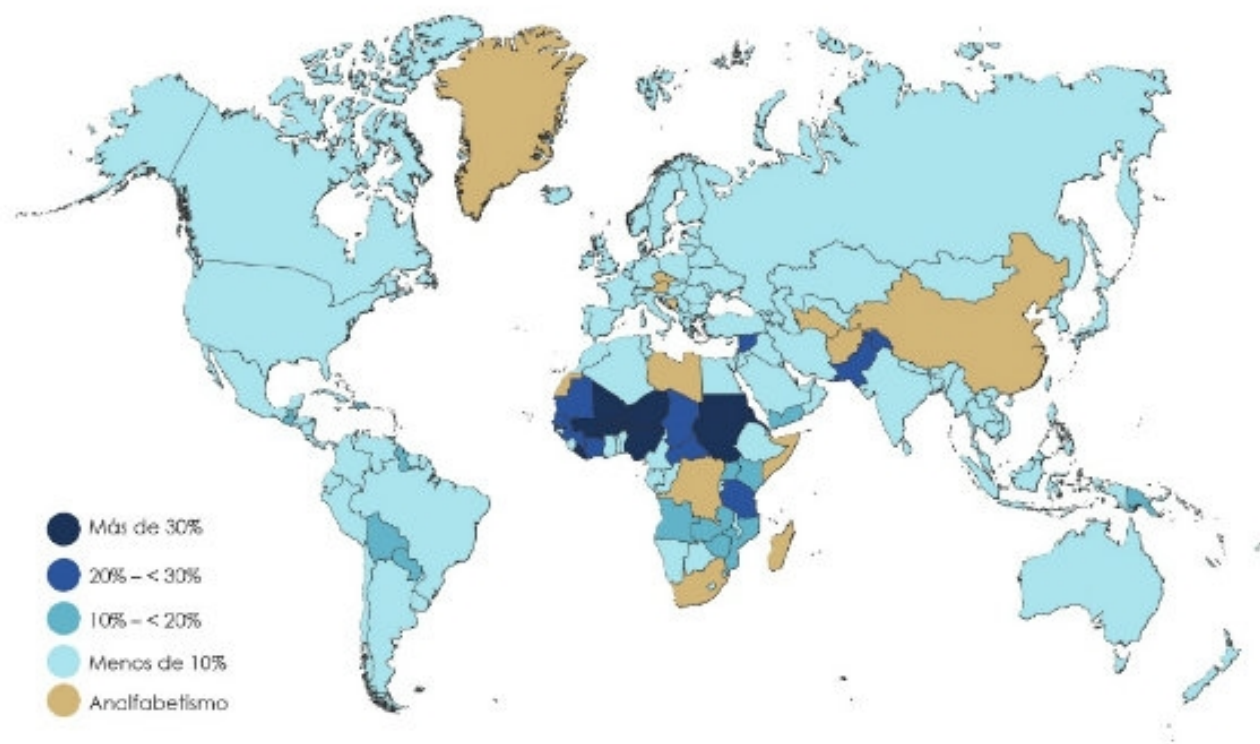 Más de 30%
20% – < 30%
10% – < 20%
Menos de 10%
Analfabetismo